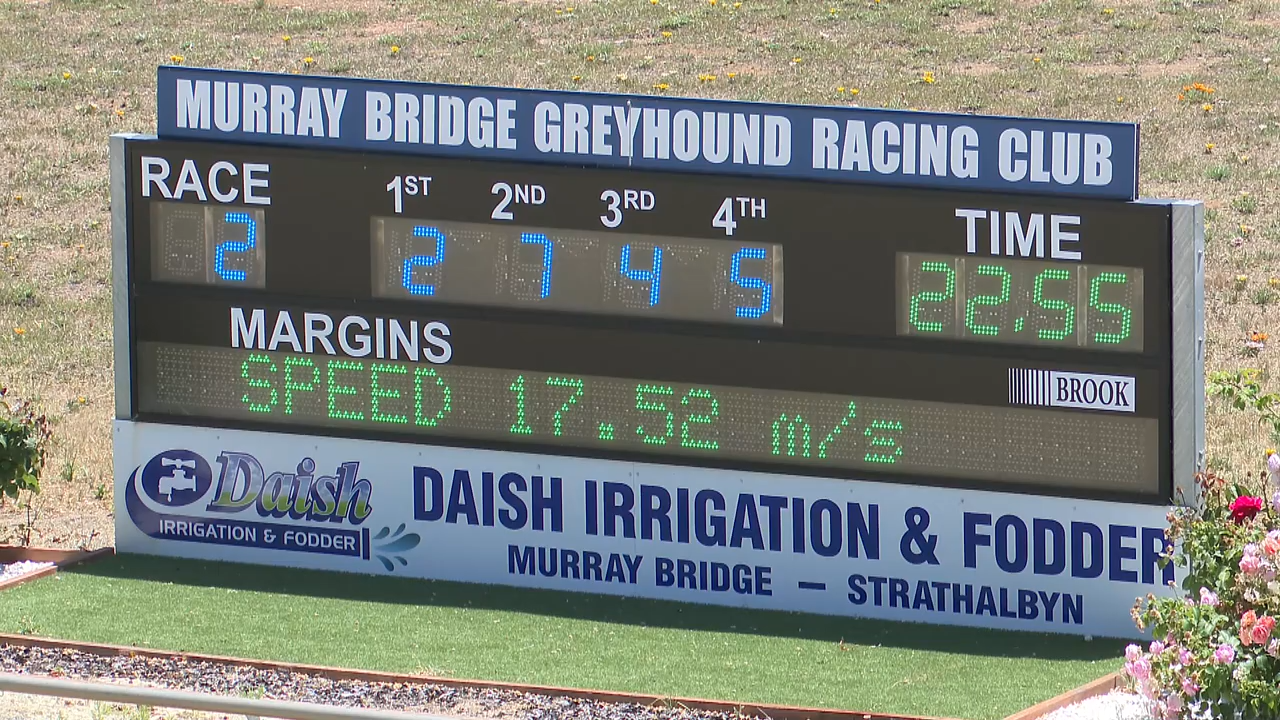 MURRAY BRIDGE GREYHOUND RACING CLUB
RACE 1ST 2ND 3RD 4TH TIME
2 2 7 4 5 22.55
MARGINS
BROOK
SPEED 17.52 m/s
Daish
IRRIGATION & FODDER
DAISH IRRIGATION & FODDER
MURRAY BRIDGE — STRATHALBYN